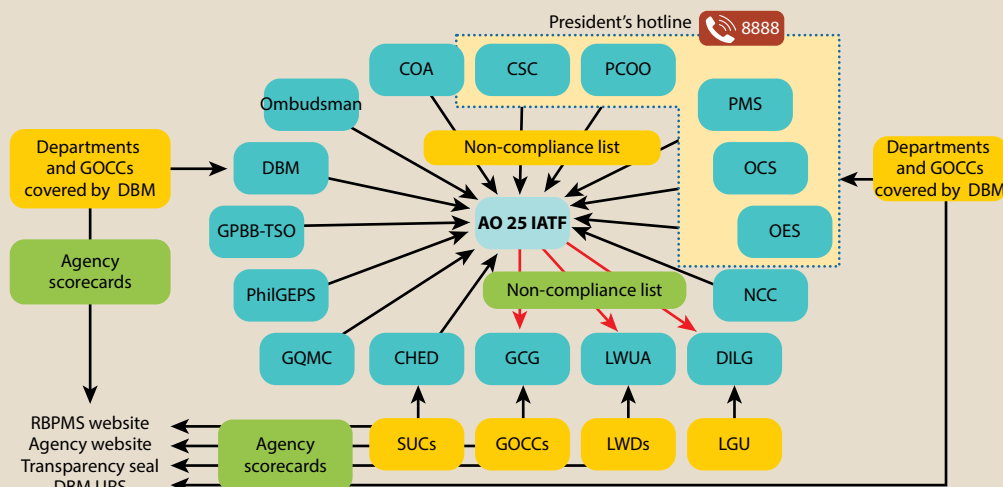 President's hotline
8888
COA
CSC
PCOO
Ombudsman
PMS
Departments
and GOCCs
covered by DBM
DBM
Non-compliance list
OCS
Departments
and GOCCs
covered by DBM
GPBB-TSO
AO 25 IATF
OES
Agency
scorecards
PhilGEPS
Non-compliance list
NCC
GQMC
CHED
GCG
LWUA
DILG
RBPMS website
Agency website
Transparency seal
DBM URS
Agency
scorecards
SUCs
GOCCs
LWDs
LGU